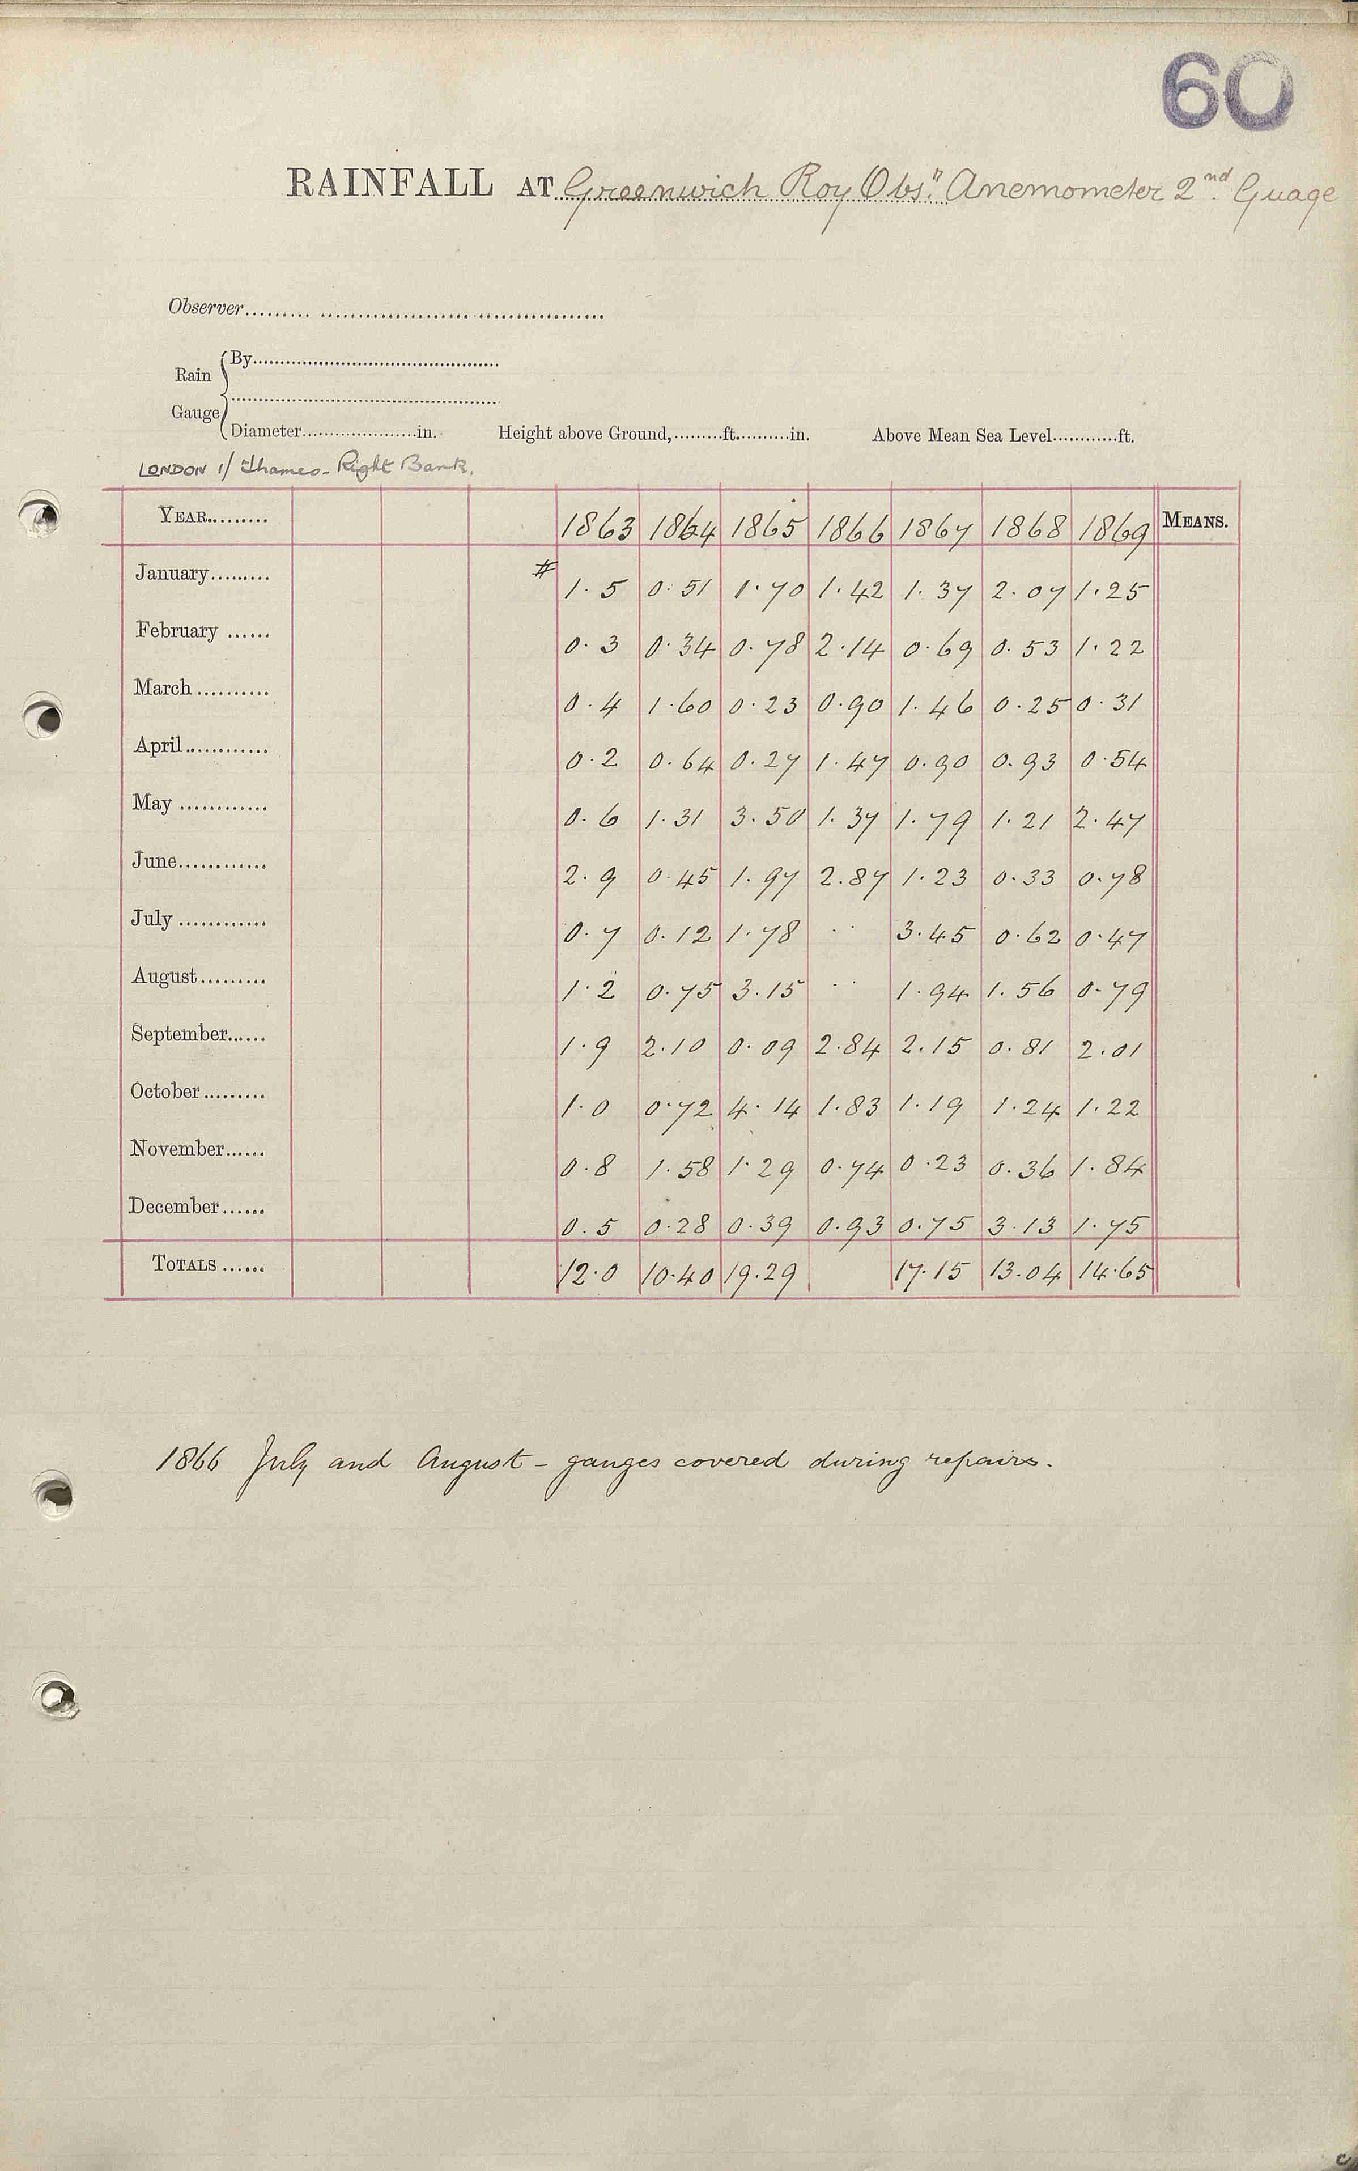 60
RAINFALL AT Greenwich Roy Obs.y Anemometer 2nd. Guage
Observer
Rain Gauge
By
Diameter in. Height above Ground, ft. in. Above Mean Sea Level ft.
LONDON 1/ Thames - Right Bank.
YEAR 1863 1864 1865 1866 1867 1868 1869 MEANS.
January # 1.5 0.51 1.70 1.42 1.37 2.07 1.25
February 0.3 0.34 0.78 2.14 0.69 0.53 1.22
March 0.4 1.60 0.23 0.90 1.46 0.25 0.31
April 0.2 0.64 0.27 1.47 0.90 0.93 0.54
May 0.6 1.31 3.50 1.37 1.79 1.21 2.47
June 2.9 0.45 1.97 2.87 1.23 0.33 0.78
July 0.7 0.12 1.78 .. 3.45 0.62 0.47
August 1.2 0.75 3.15 .. 1.94 1.56 0.79
September 1.9 2.10 0.09 2.84 2.15 0.81 2.01
October 1.0 0.72 4.14 1.83 1.19 1.24 1.22
November 0.8 1.58 1.29 0.74 0.23 0.36 1.84
December 0.5 0.28 0.39 0.93 0.75 3.13 1.75
TOTALS 12.0 10.40 19.29 17.15 13.04 14.65
1866 July and August - gauges covered during repairs.